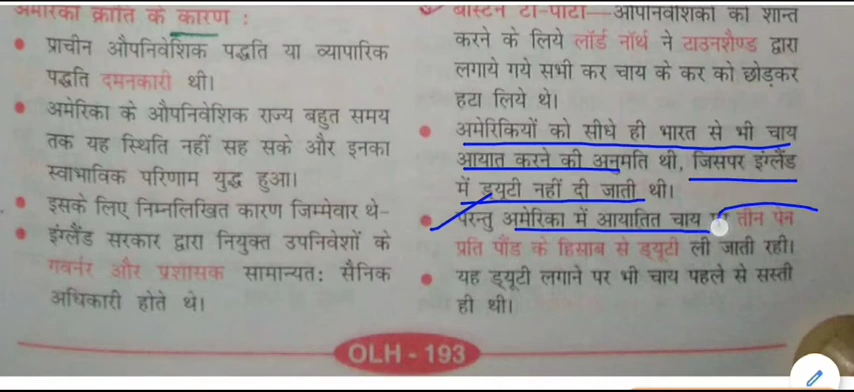 अमेरिका क्रांति के कारण :
प्राचीन औपनिवेशिक पद्धति या व्यापारिक
पद्धति दमनकारी थी।
अमेरिका के औपनिवेशिक राज्य बहुत समय
तक यह स्थिति नहीं सह सके और इनका
स्वाभाविक परिणाम युद्ध हुआ।
इसके लिए निम्नलिखित कारण जिम्मेवार थे-
इंग्लैंड सरकार द्वारा नियुक्त उपनिवेशों के
गवर्नर और प्रशासक सामान्यतः सैनिक
अधिकारी होते थे।
बोस्टन टी-पार्टी—औपनिवेशिकों को शान्त
करने के लिये लॉर्ड नॉर्थ ने टाउनशैण्ड द्वारा
लगाये गये सभी कर चाय के कर को छोड़कर
हटा लिये थे।
अमेरिकियों को सीधे ही भारत से भी चाय
आयात करने की अनुमति थी, जिसपर इंग्लैंड
में ड्यूटी नहीं दी जाती थी।
परन्तु अमेरिका में आयातित चाय पर तीन पेन
प्रति पौंड के हिसाब से ड्यूटी ली जाती रही।
यह ड्यूटी लगाने पर भी चाय पहले से सस्ती
ही थी।
OLH - 193